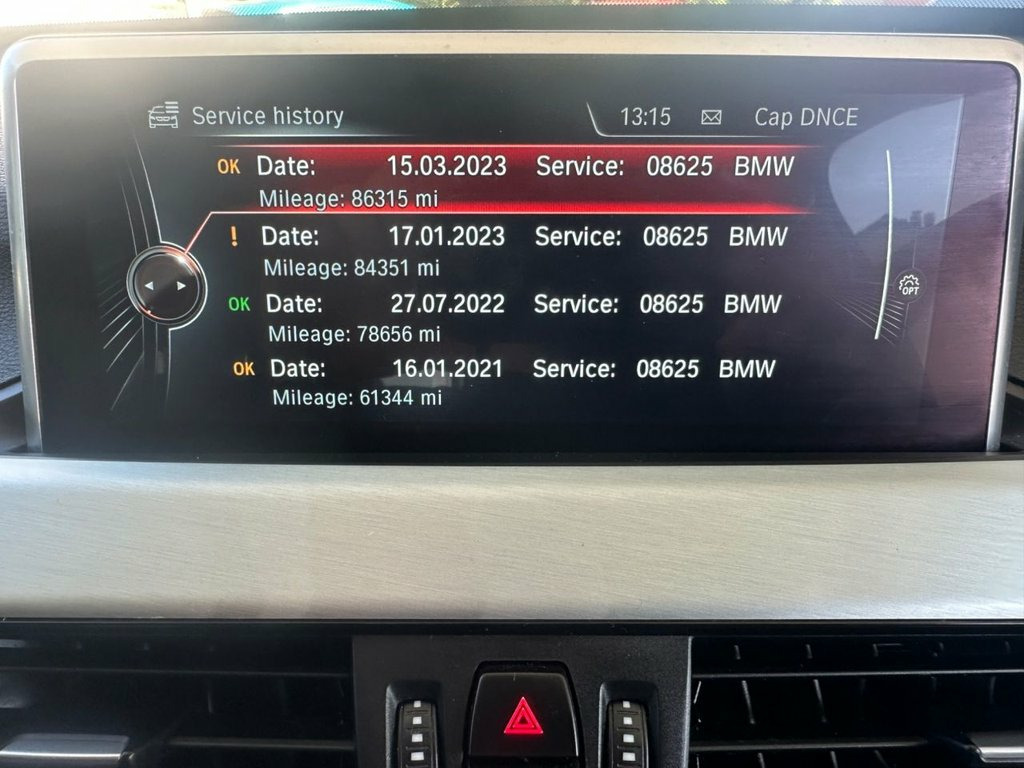 Service history 13:15 Cap DNCE
OK Date: 15.03.2023 Service: 08625 BMW
Mileage: 86315 mi
! Date: 17.01.2023 Service: 08625 BMW
Mileage: 84351 mi
OK Date: 27.07.2022 Service: 08625 BMW
OPT
Mileage: 78656 mi
OK Date: 16.01.2021 Service: 08625 BMW
Mileage: 61344 mi